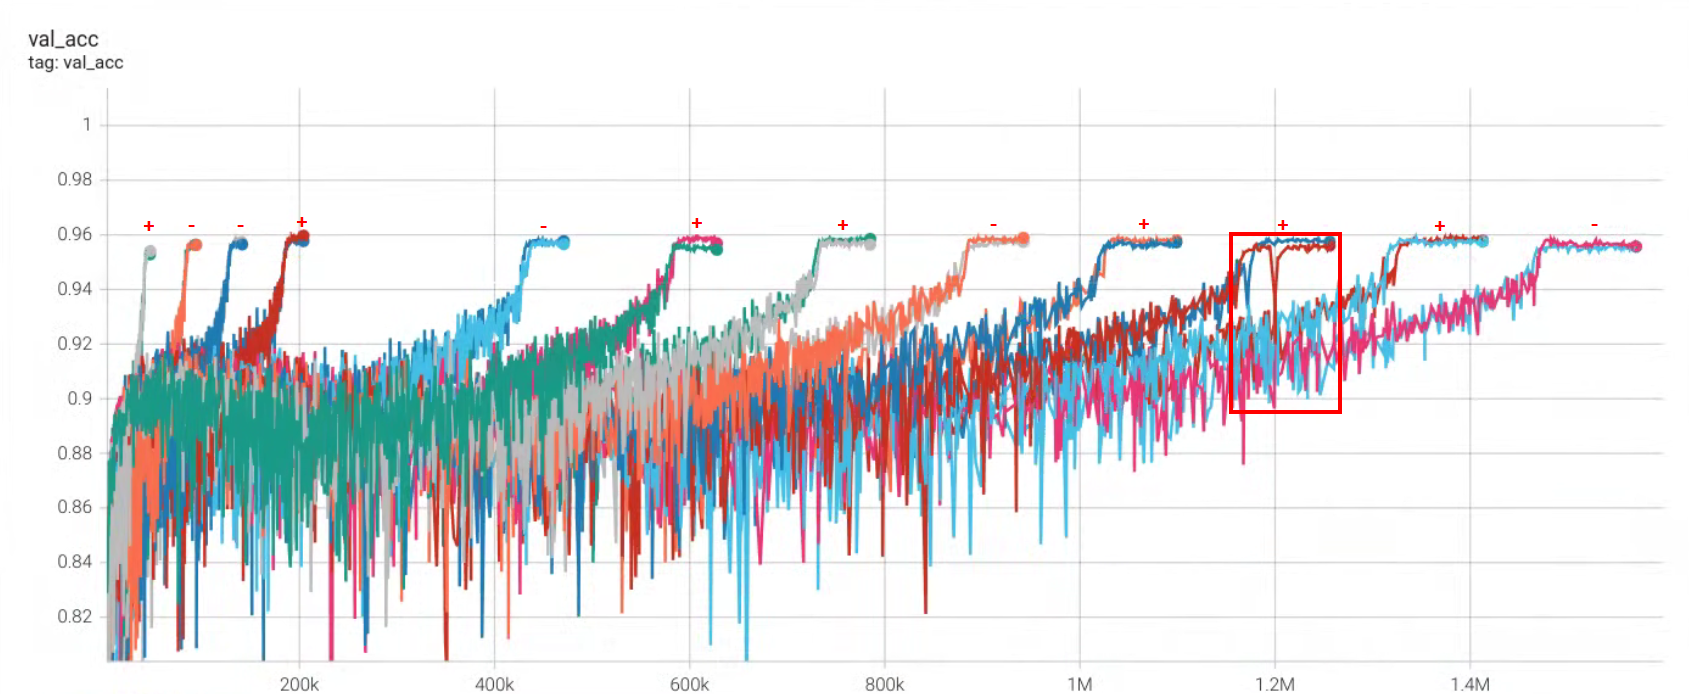 val_acc
tag: val_acc
1
0.98
+ - - + - + + - + + + -
0.96
0.94
0.92
0.9
0.88
0.86
0.84
0.82
200k 400k 600k 800k 1M 1.2M 1.4M